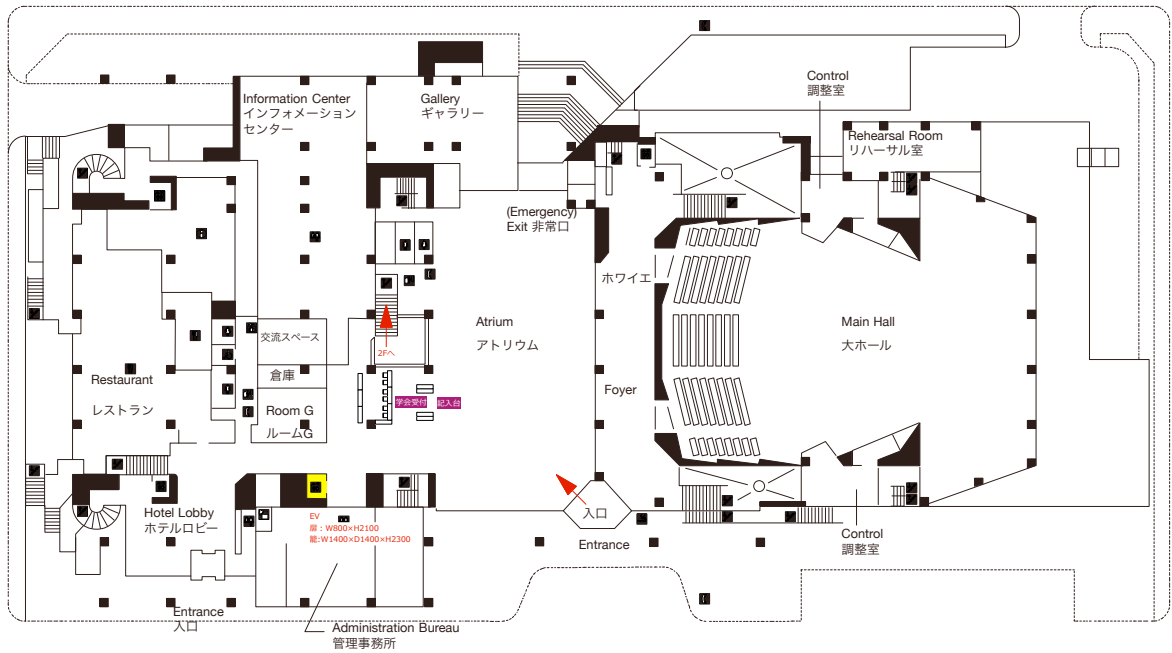 Control
調整室
Information Center
インフォメーション
センター
Gallery
ギャラリー
Rehearsal Room
リハーサル室
(Emergency)
Exit 非常口
ホワイエ
Atrium
アトリウム
Main Hall
大ホール
交流スペース
2Fへ
倉庫
Restaurant
レストラン
Foyer
学会受付
記入台
Room G
ルームG
Hotel Lobby
ホテルロビー
EV
扉：W800×H2100
籠:W1400×D1400×H2300
入口
Entrance
Control
調整室
Entrance
入口
Administration Bureau
管理事務所